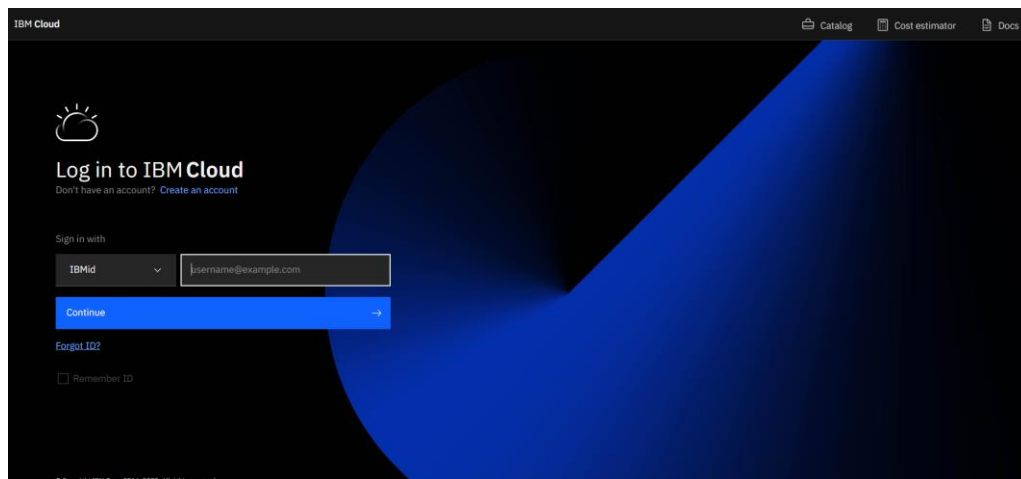 IBM Cloud
Catalog
Cost estimator
Docs
Log in to IBM Cloud
Don't have an account? Create an account
Sign in with
IBMid
username@example.com
Continue
Forgot ID?
Remember ID